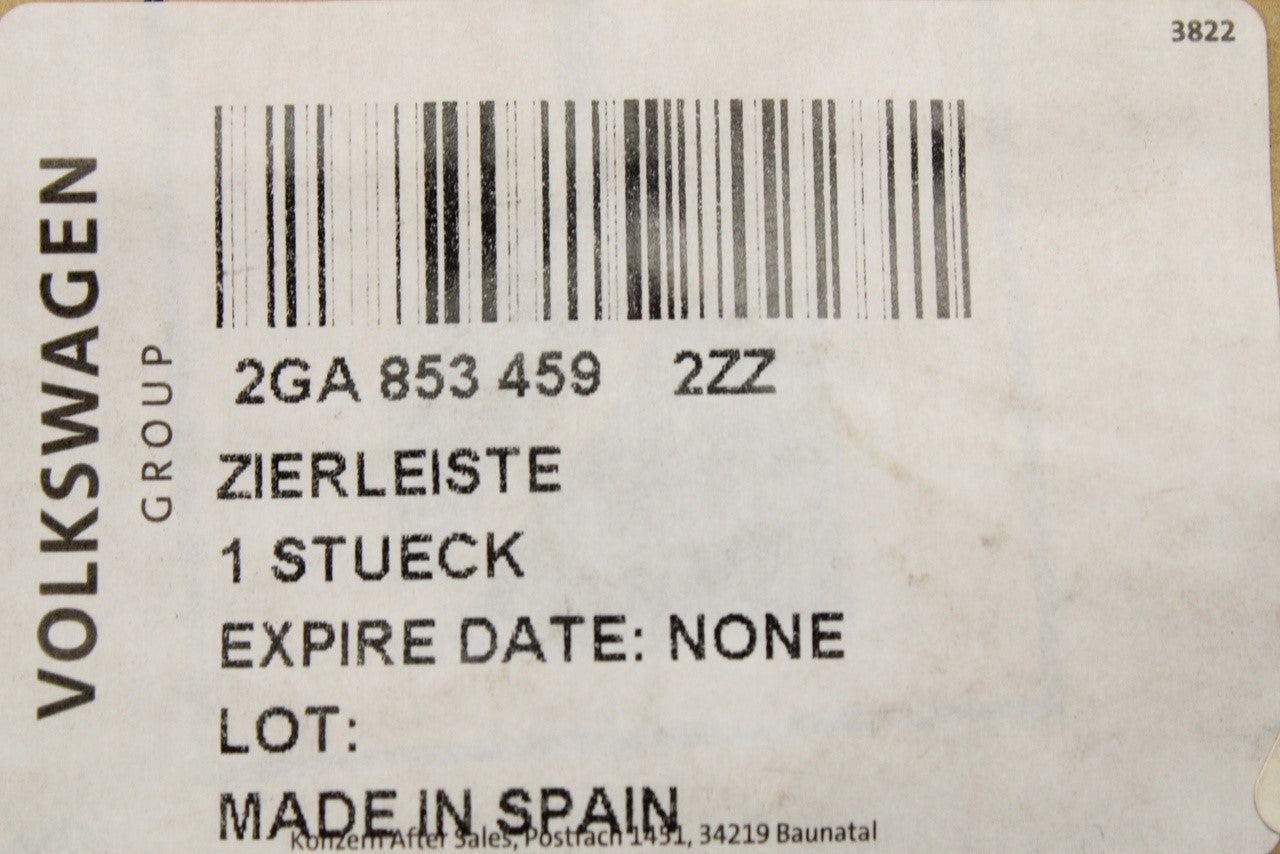 3822
VOLKSWAGEN
GROUP
2GA 853 459 2ZZ
ZIERLEISTE
1 STUECK
EXPIRE DATE: NONE
LOT:
MADE IN SPAIN
Konzern After Sales, Postfach 1451, 34219 Baunatal